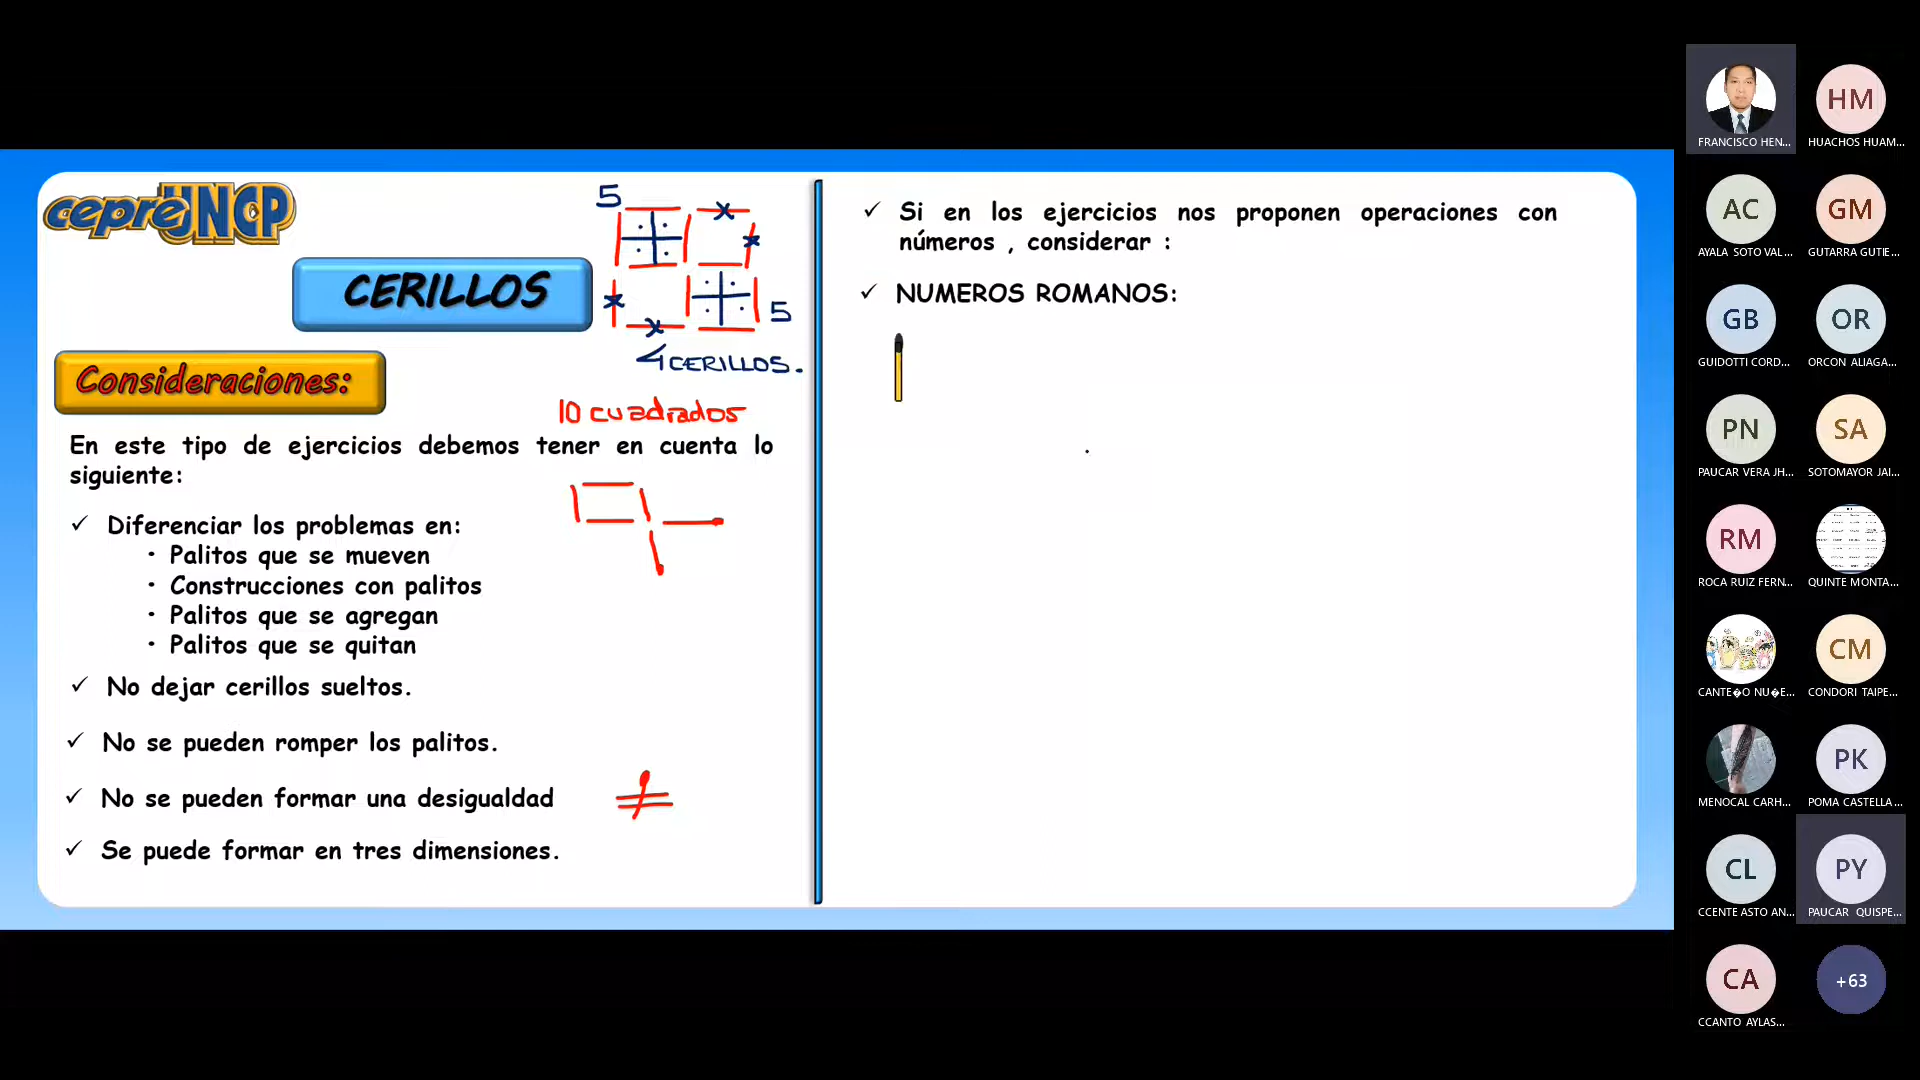 cepre UNCP
CERILLOS
5
5
4 CERILLOS.
Consideraciones:
10 cuadrados
En este tipo de ejercicios debemos tener en cuenta lo
siguiente:
✓ Diferenciar los problemas en:
• Palitos que se mueven
• Construcciones con palitos
• Palitos que se agregan
• Palitos que se quitan
✓ No dejar cerillos sueltos.
✓ No se pueden romper los palitos.
✓ No se pueden formar una desigualdad ≠
✓ Se puede formar en tres dimensiones.
✓ Si en los ejercicios nos proponen operaciones con
números , considerar :
✓ NUMEROS ROMANOS:
FRANCISCO HEN...
HM
HUACHOS HUAM...
AC
AYALA SOTO VAL...
GM
GUTARRA GUTIE...
GB
GUIDOTTI CORD...
OR
ORCON ALIAGA...
PN
PAUCAR VERA JH...
SA
SOTOMAYOR JAI...
RM
ROCA RUIZ FERN...
QUINTE MONTA...
CANTE�O NU�E...
CM
CONDORI TAIPE...
MENOCAL CARH...
PK
POMA CASTELLA...
CL
CCENTE ASTO AN...
PY
PAUCAR QUISPE...
CA
CCANTO AYLAS...
+63